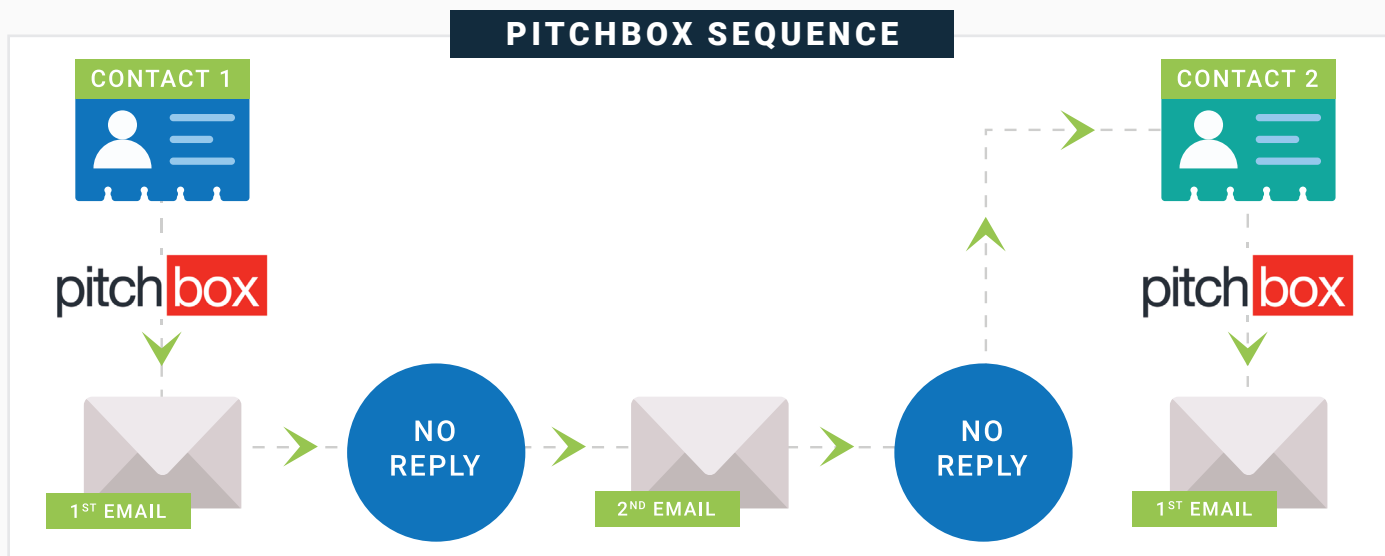 PITCHBOX SEQUENCE
CONTACT 1
CONTACT 2
pitchbox
pitchbox
NO
REPLY
NO
REPLY
1ST EMAIL
2ND EMAIL
1ST EMAIL